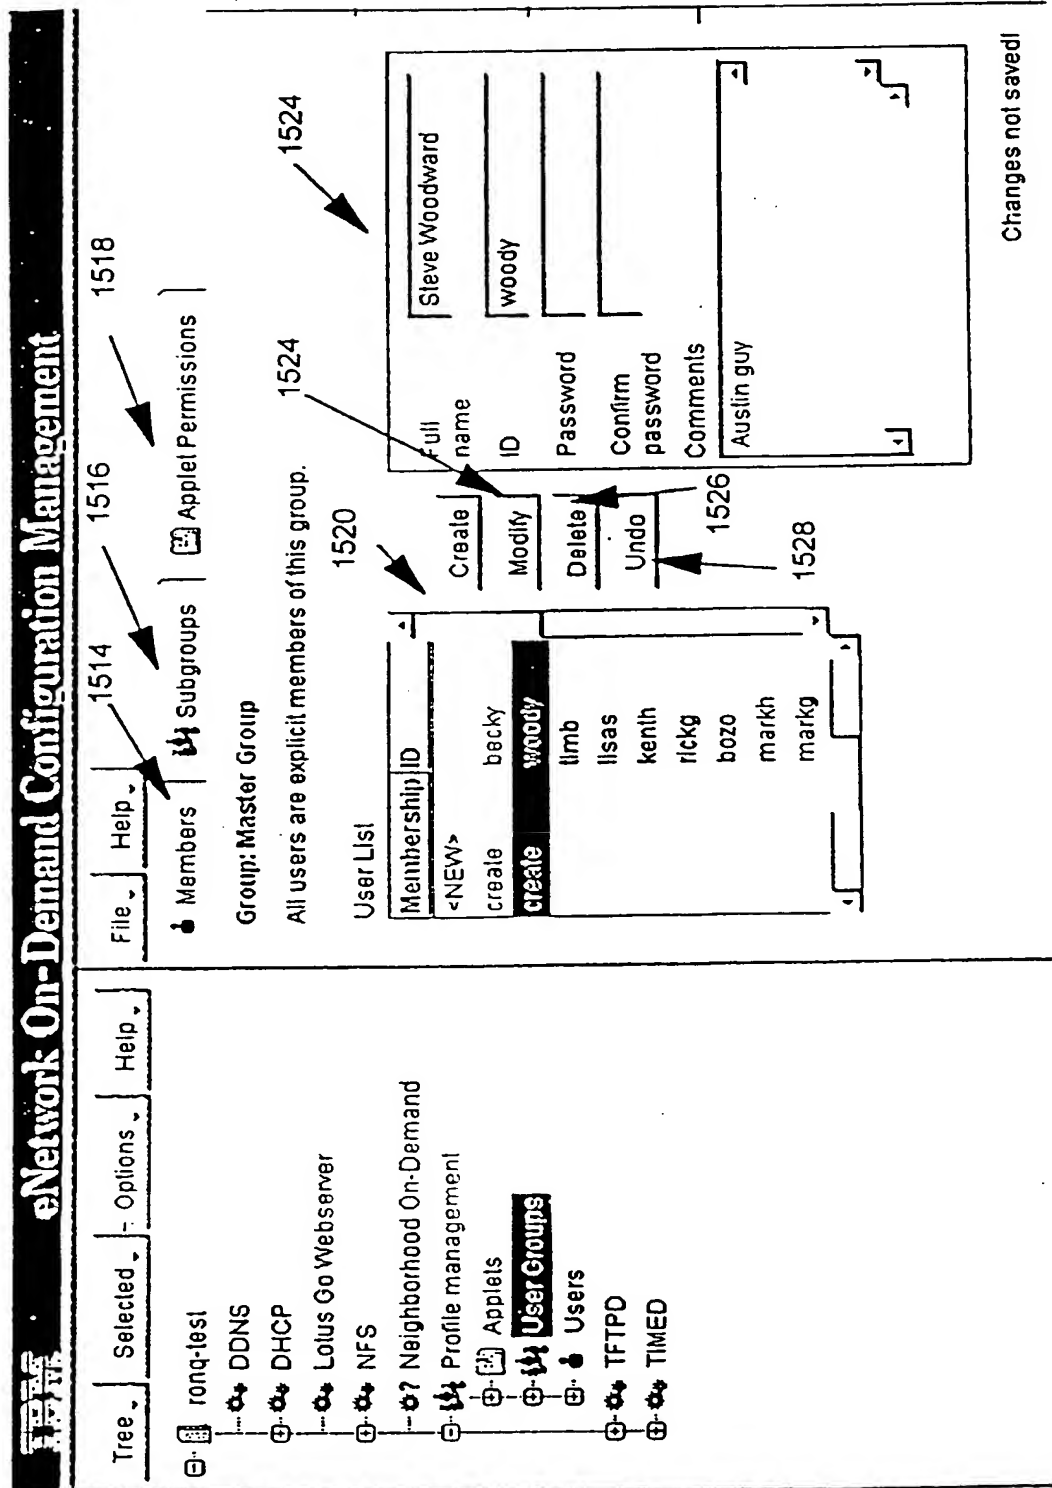 IBM eNetwork On-Demand Configuration Management
Tree Selected Options Help
ronq-test
DDNS
DHCP
Lotus Go Webserver
NFS
? Neighborhood On-Demand
Profile management
Applets
User Groups
Users
TFTPD
TIMED
File Help
1514
1516
1518
Members Subgroups Applet Permissions
Group: Master Group
All users are explicit members of this group.
1520
1524
1524
User List
Membership ID
<NEW>
create becky
create woody
timb
lisas
kenth
rickg
bozo
markh
markg
Create
Modify
Delete
Undo
1526
1528
Full name Steve Woodward
ID woody
Password
Confirm password
Comments
Austin guy
Changes not saved!